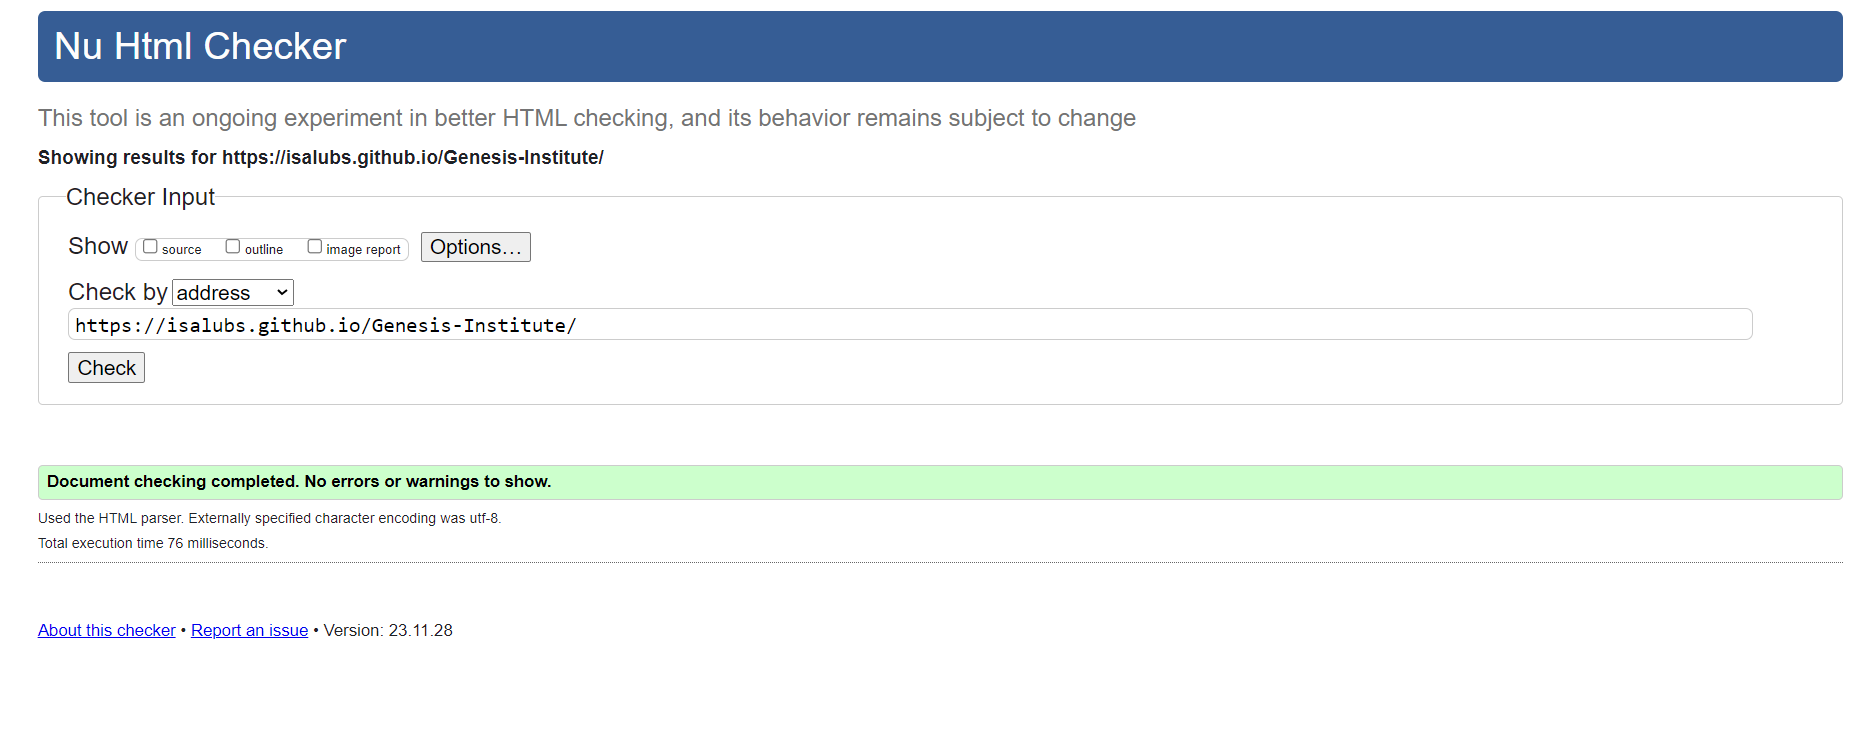 Nu Html Checker
This tool is an ongoing experiment in better HTML checking, and its behavior remains subject to change
Showing results for https://isalubs.github.io/Genesis-Institute/
Checker Input
Show source outline image report Options…
Check by address
https://isalubs.github.io/Genesis-Institute/
Check
Document checking completed. No errors or warnings to show.
Used the HTML parser. Externally specified character encoding was utf-8.
Total execution time 76 milliseconds.
About this checker • Report an issue • Version: 23.11.28